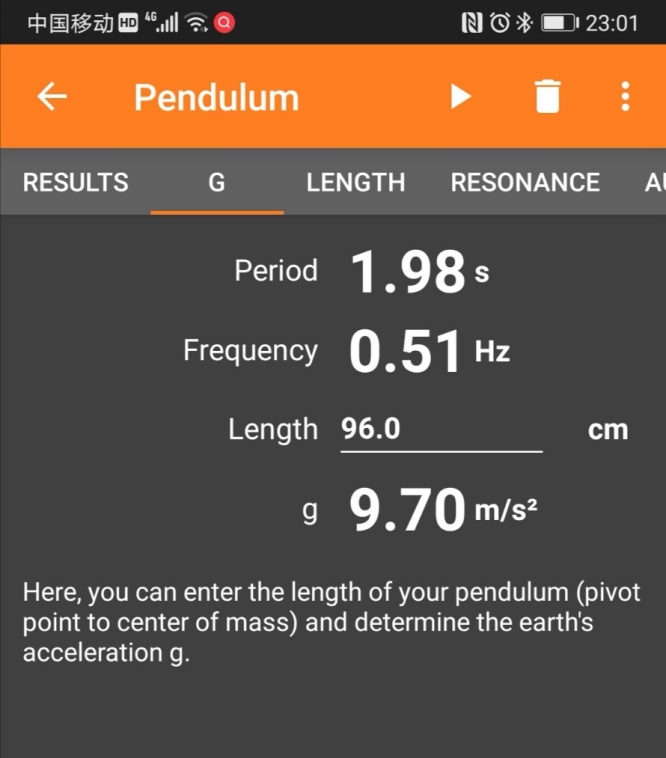 中国移动 HD 4G 23:01
Pendulum
RESULTS G LENGTH RESONANCE AU
Period 1.98 s
Frequency 0.51 Hz
Length 96.0 cm
g 9.70 m/s²
Here, you can enter the length of your pendulum (pivot
point to center of mass) and determine the earth's
acceleration g.